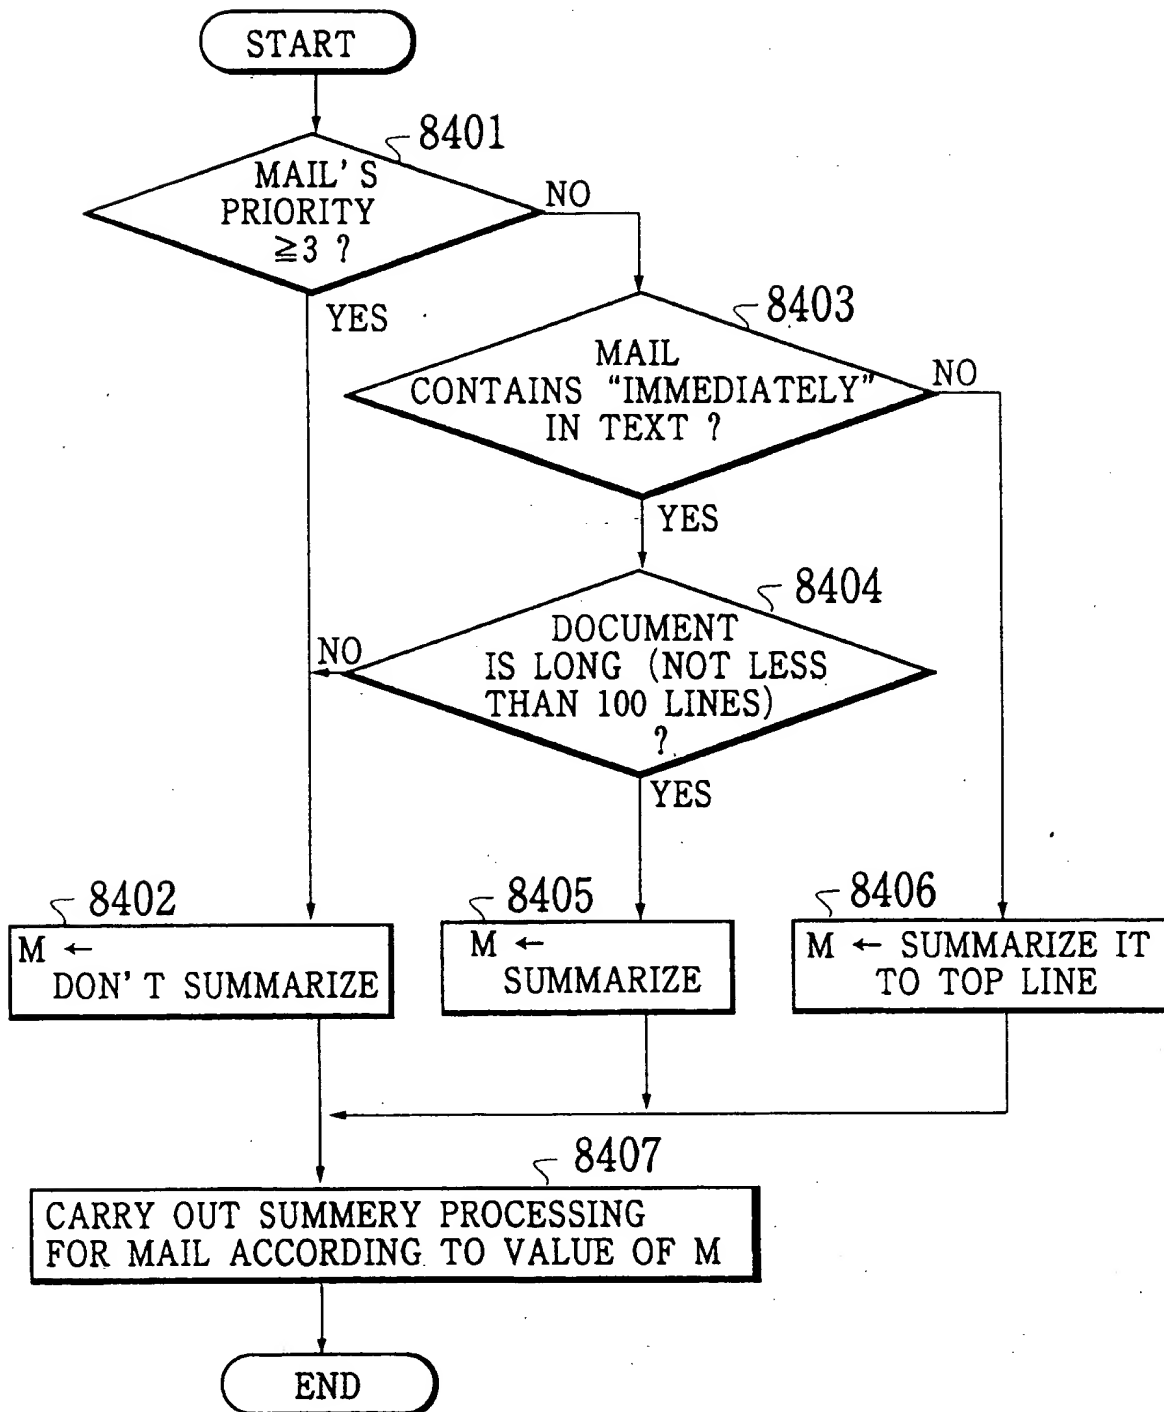 START
8401
MAIL'S
PRIORITY
≧3 ?
NO
YES
8403
MAIL
CONTAINS "IMMEDIATELY"
IN TEXT ?
NO
YES
8404
DOCUMENT
IS LONG (NOT LESS
THAN 100 LINES)
?
NO
YES
8402
M ←
DON'T SUMMARIZE
8405
M ←
SUMMARIZE
8406
M ← SUMMARIZE IT
TO TOP LINE
8407
CARRY OUT SUMMERY PROCESSING
FOR MAIL ACCORDING TO VALUE OF M
END